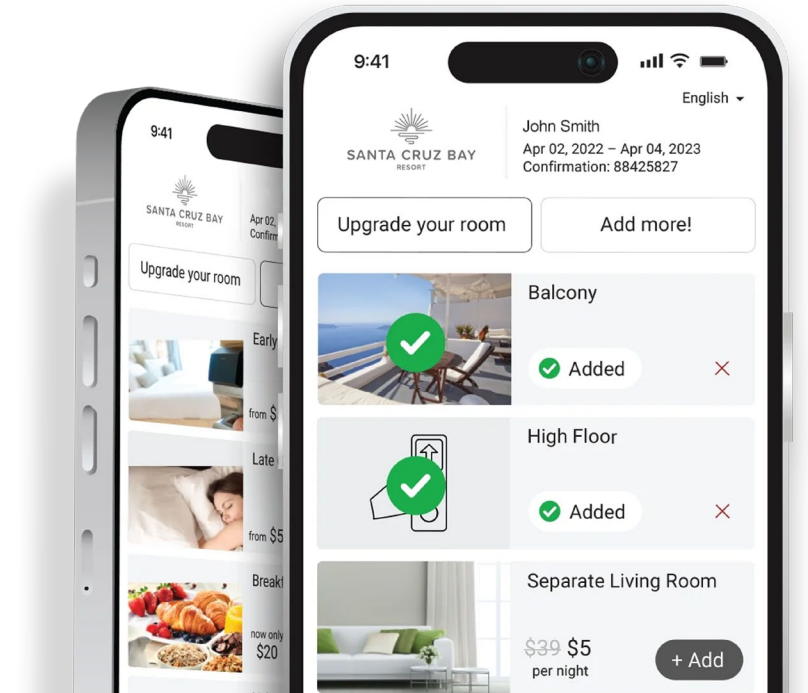 9:41
SANTA CRUZ BAY
RESORT
Apr 02,
Upgrade your room
Early
from $
Late
from $5
now only
$20
9:41
English
SANTA CRUZ BAY
RESORT
John Smith
Apr 02, 2022 – Apr 04, 2023
Confirmation: 88425827
Upgrade your room
Add more!
Balcony
Added
High Floor
Added
Separate Living Room
$39 $5
per night
+ Add